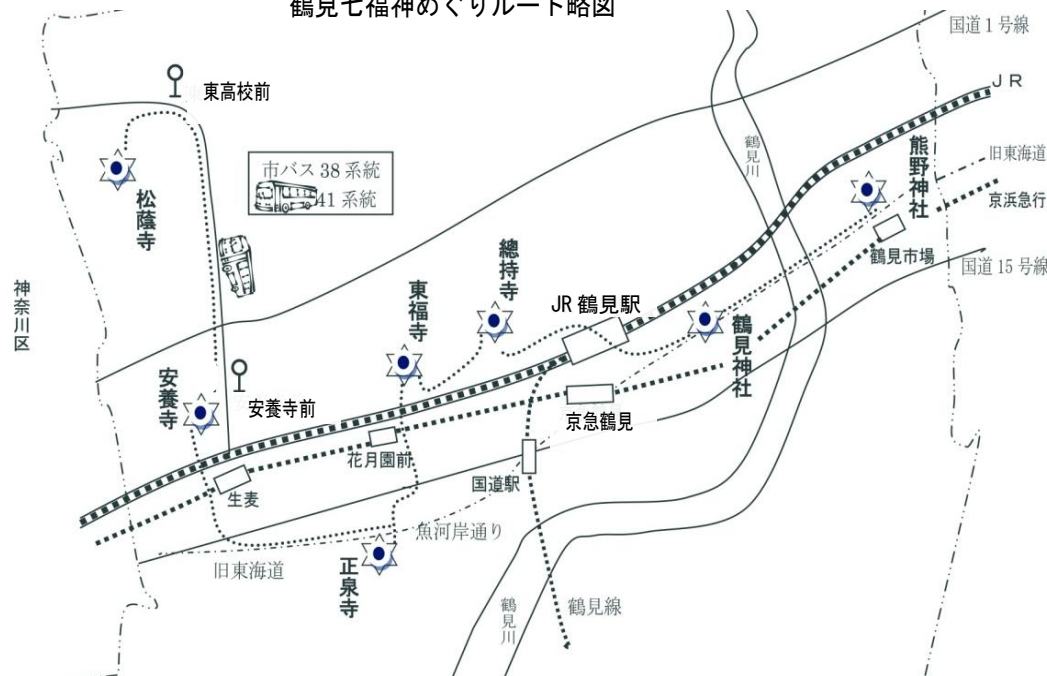 鶴見七福神めぐりルート略図
国道1号線
東高校前
JR
市バス38系統
41系統
鶴見川
熊野神社
旧東海道
松蔭寺
京浜急行
鶴見市場
国道15号線
總持寺
東福寺
JR鶴見駅
神奈川区
鶴見神社
安養寺
安養寺前
京急鶴見
花月園前
国道駅
生麦
魚河岸通り
旧東海道
正泉寺
鶴見川
鶴見線